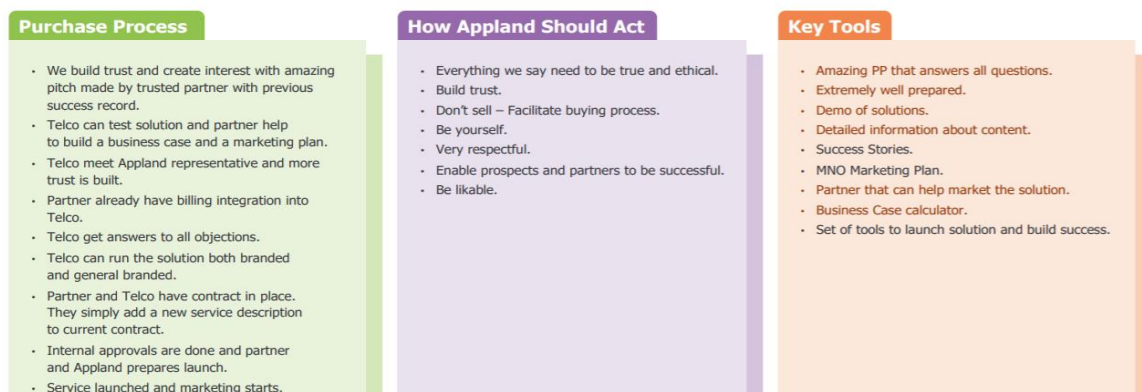 Purchase Process
• We build trust and create interest with amazing
pitch made by trusted partner with previous
success record.
• Telco can test solution and partner help
to build a business case and a marketing plan.
• Telco meet Appland representative and more
trust is built.
• Partner already have billing integration into
Telco.
• Telco get answers to all objections.
• Telco can run the solution both branded
and general branded.
• Partner and Telco have contract in place.
They simply add a new service description
to current contract.
• Internal approvals are done and partner
and Appland prepares launch.
• Service launched and marketing starts.
How Appland Should Act
• Everything we say need to be true and ethical.
• Build trust.
• Don't sell – Facilitate buying process.
• Be yourself.
• Very respectful.
• Enable prospects and partners to be successful.
• Be likable.
Key Tools
• Amazing PP that answers all questions.
• Extremely well prepared.
• Demo of solutions.
• Detailed information about content.
• Success Stories.
• MNO Marketing Plan.
• Partner that can help market the solution.
• Business Case calculator.
• Set of tools to launch solution and build success.